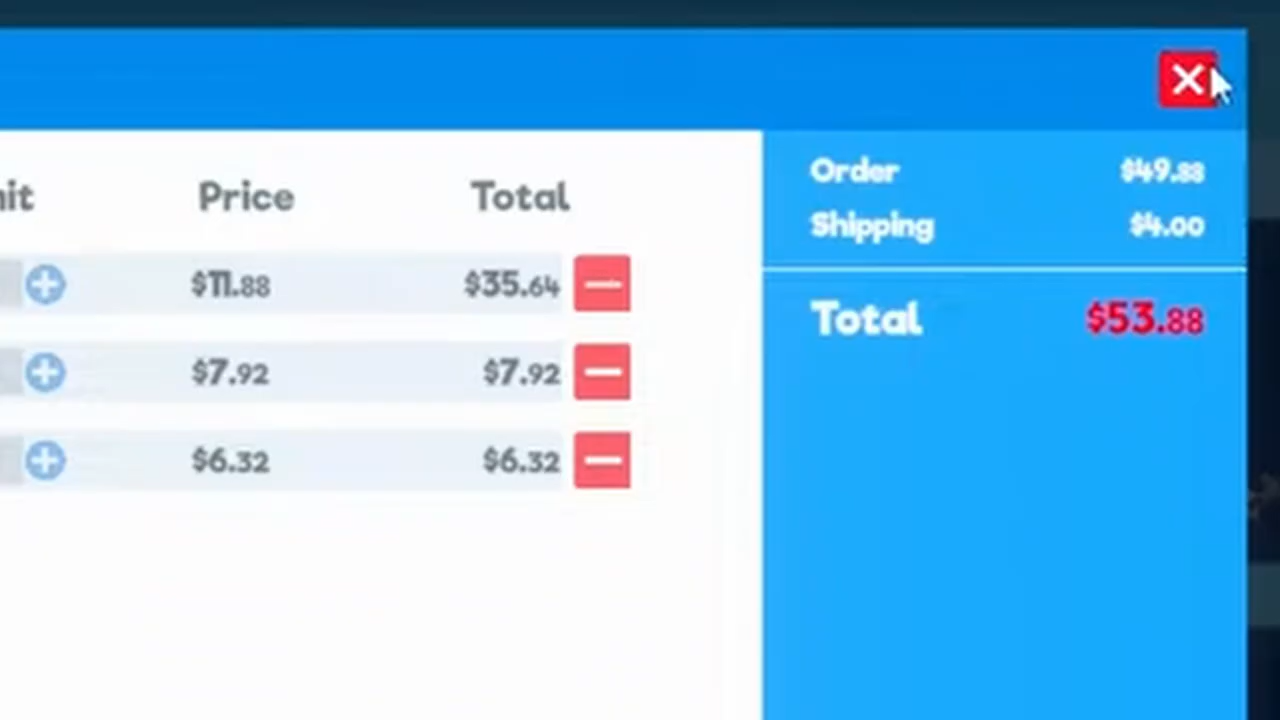 Price Total
$11.88 $35.64
$7.92 $7.92
$6.32 $6.32
Order $49.88
Shipping $4.00
Total $53.88